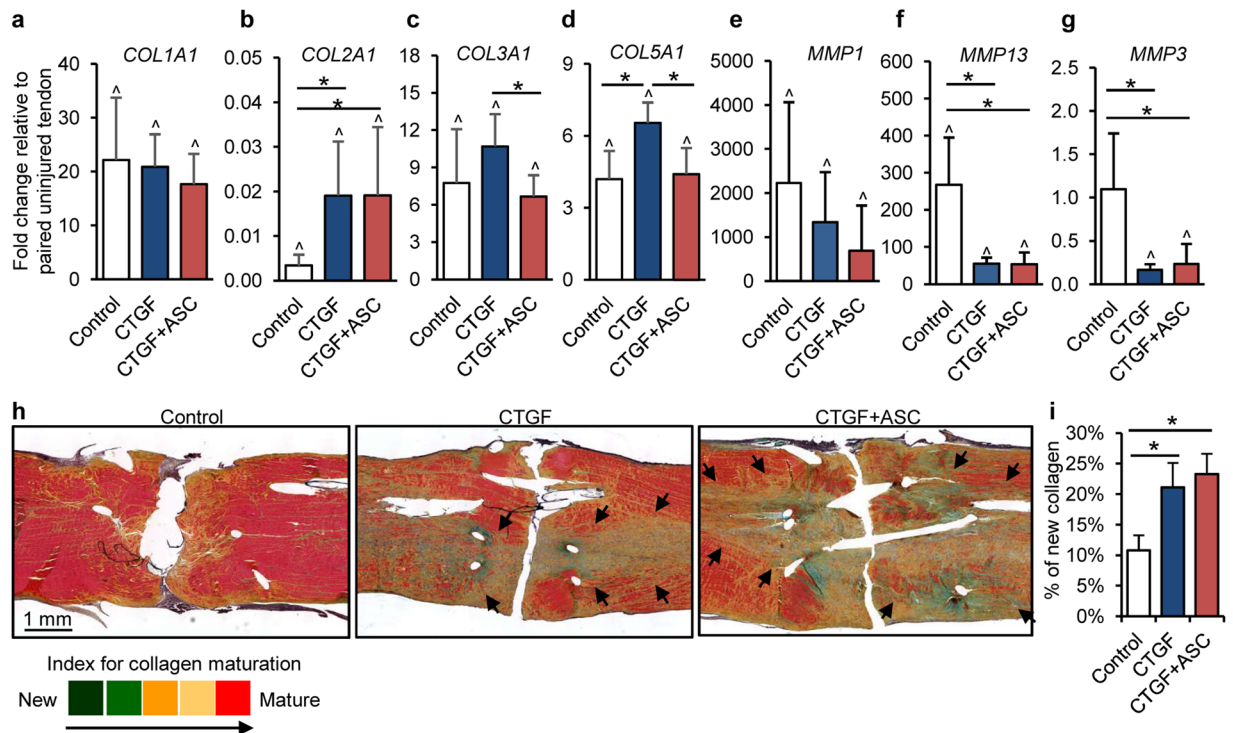 a b c d e f g
COL1A1 COL2A1 COL3A1 COL5A1 MMP1 MMP13 MMP3
Fold change relative to
paired uninjured tendon
50
40
30
20
10
0
^ ^ ^
Control CTGF CTGF+ASC
0.05
0.04
0.03
0.02
0.01
0.00
*
*
^ ^ ^
Control CTGF CTGF+ASC
18
15
12
9
6
3
0
*
^ ^ ^
Control CTGF CTGF+ASC
9
6
3
0
* *
^ ^ ^
Control CTGF CTGF+ASC
5000
4000
3000
2000
1000
0
^ ^ ^
Control CTGF CTGF+ASC
600
500
400
300
200
100
0
*
*
^ ^ ^
Control CTGF CTGF+ASC
2.5
2.0
1.5
1.0
0.5
0.0
*
*
^ ^
Control CTGF CTGF+ASC
h
Control CTGF CTGF+ASC
1 mm
Index for collagen maturation
New Mature
i
% of new collagen
30%
25%
20%
15%
10%
5%
0%
*
*
Control CTGF CTGF+ASC